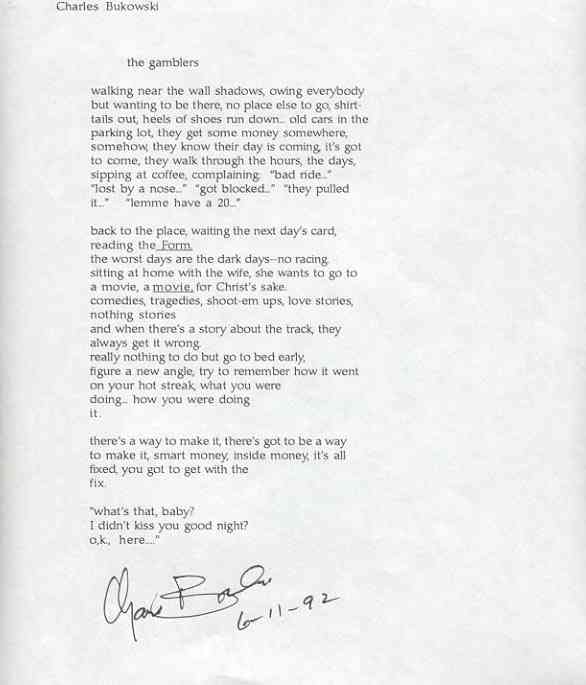 Charles Bukowski
the gamblers
walking near the wall shadows, owing everybody
but wanting to be there, no place else to go, shirt-
tails out, heels of shoes run down... old cars in the
parking lot, they get some money somewhere,
somehow, they know their day is coming, it's got
to come, they walk through the hours, the days,
sipping at coffee, complaining: "bad ride..."
"lost by a nose..." "got blocked..." "they pulled
it..." "lemme have a 20..."
back to the place, waiting the next day's card,
reading the Form.
the worst days are the dark days--no racing.
sitting at home with the wife, she wants to go to
a movie, a movie, for Christ's sake.
comedies, tragedies, shoot-em ups, love stories,
nothing stories
and when there's a story about the track, they
always get it wrong.
really nothing to do but go to bed early,
figure a new angle, try to remember how it went
on your hot streak, what you were
doing... how you were doing
it.
there's a way to make it, there's got to be a way
to make it, smart money, inside money, it's all
fixed, you got to get with the
fix.
"what's that, baby?
I didn't kiss you good night?
o,k., here...."
6-11-92